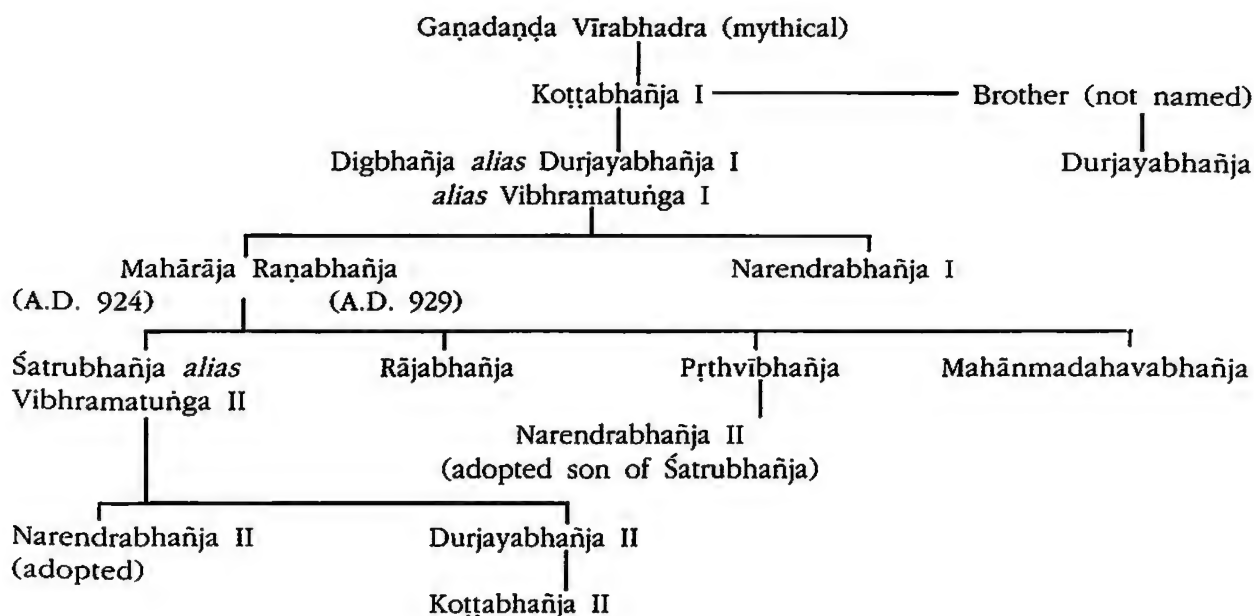 Gaṇadaṇḍa Vīrabhadra (mythical)
Koṭṭabhañja I Brother (not named)
Digbhañja alias Durjayabhañja I Durjayabhañja
alias Vibhramatuṅga I
Mahārāja Raṇabhañja Narendrabhañja I
(A.D. 924) (A.D. 929)
Śatrubhañja alias Rājabhañja Pṛthvībhañja Mahānmadahavabhañja
Vibhramatuṅga II
Narendrabhañja II
(adopted son of Śatrubhañja)
Narendrabhañja II Durjayabhañja II
(adopted)
Koṭṭabhañja II